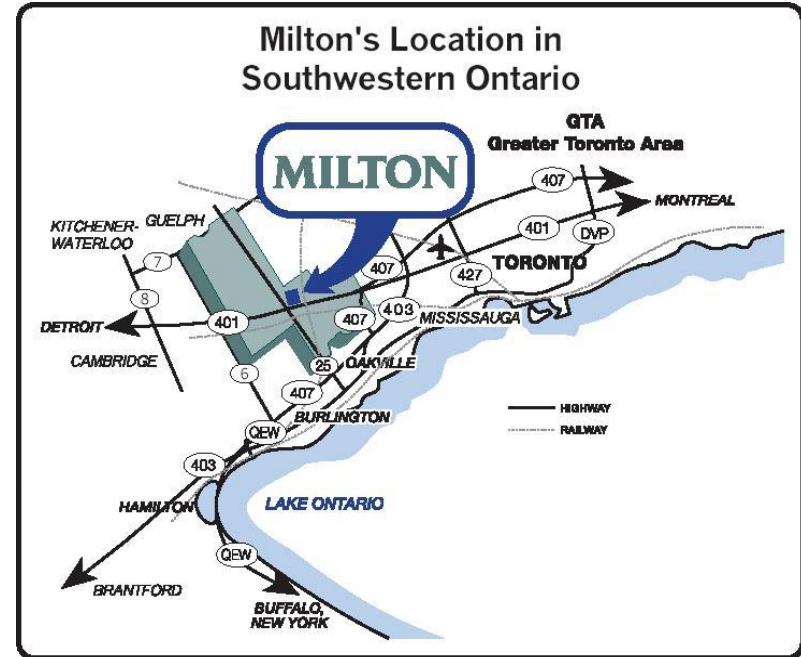 Milton's Location in
Southwestern Ontario
GTA
Greater Toronto Area
MILTON
407
MONTREAL
KITCHENER-
WATERLOO
GUELPH
401
DVP
7
407
427
TORONTO
8
DETROIT
401
407
403
MISSISSAUGA
CAMBRIDGE
6
25
OAKVILLE
407
BURLINGTON
HIGHWAY
RAILWAY
QEW
403
HAMILTON
LAKE ONTARIO
QEW
BRANTFORD
BUFFALO,
NEW YORK